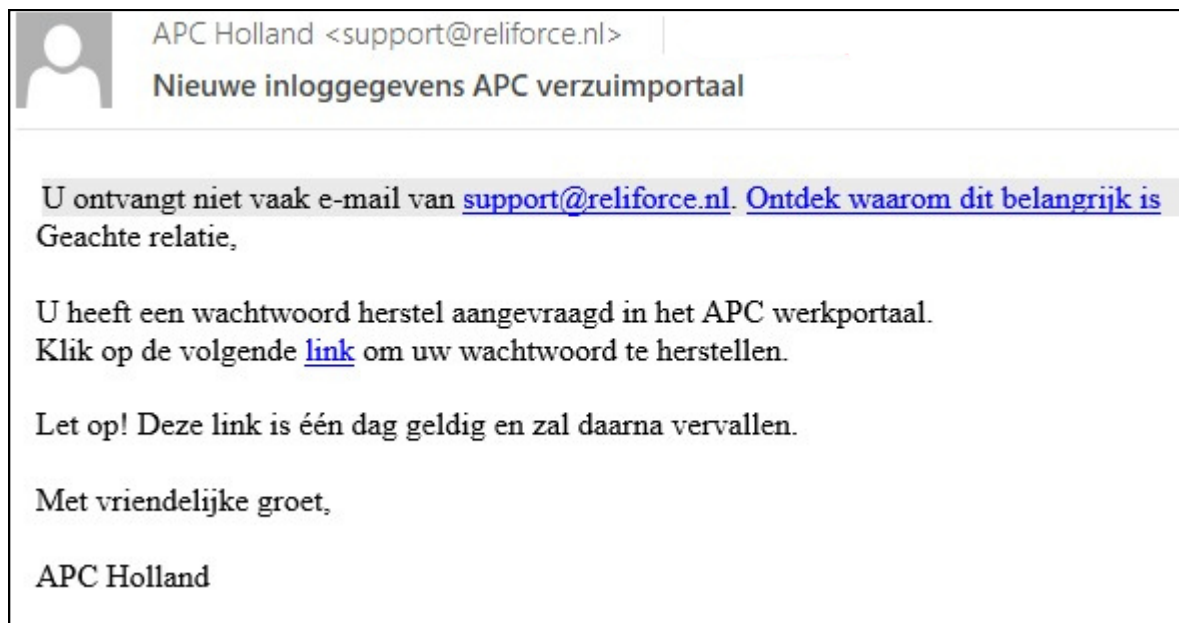 APC Holland <support@reliforce.nl>
Nieuwe inloggegevens APC verzuimportaal
U ontvangt niet vaak e-mail van support@reliforce.nl. Ontdek waarom dit belangrijk is
Geachte relatie,
U heeft een wachtwoord herstel aangevraagd in het APC werkportaal.
Klik op de volgende link om uw wachtwoord te herstellen.
Let op! Deze link is één dag geldig en zal daarna vervallen.
Met vriendelijke groet,
APC Holland